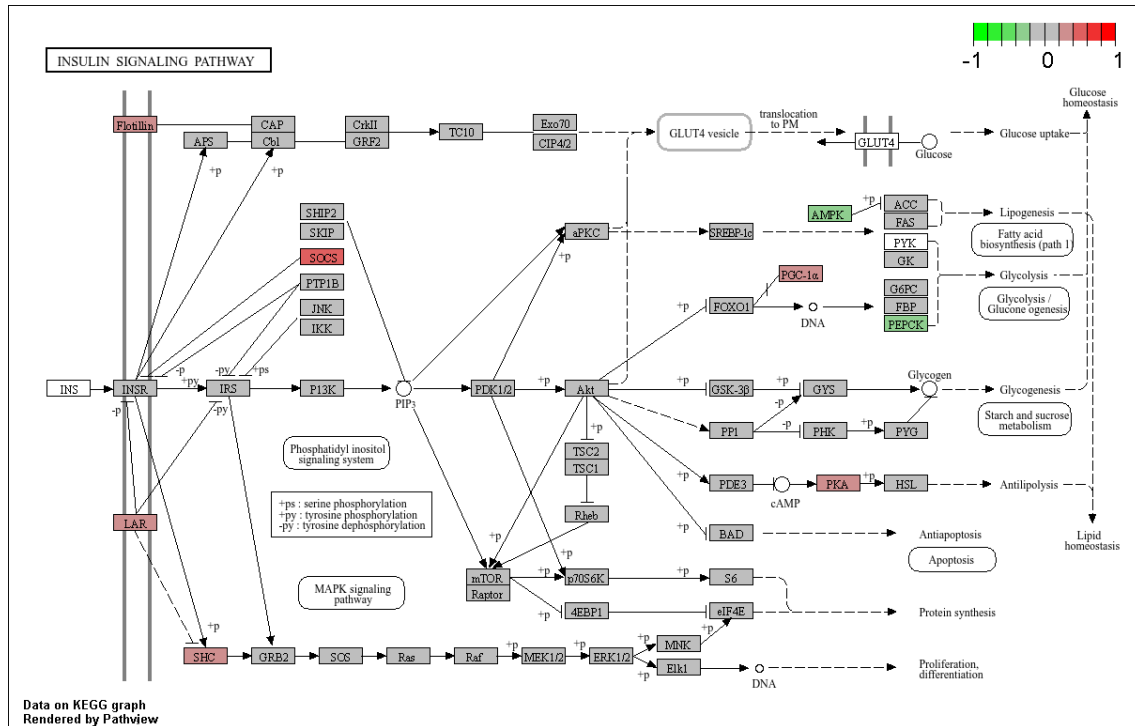 INSULIN SIGNALING PATHWAY
-1 0 1
Glucose
homeostasis
Flotillin
CAP
CrkII
Exo70
APS
Cbl
GRF2
TC10
CIP4/2
GLUT4 vesicle
translocation
to PM
GLUT4
Glucose
Glucose uptake
+p
+p
SHIP2
SKIP
SOCS
PTP1B
JNK
IKK
aPKC
+p
SREBP-1c
AMPK
+p
ACC
FAS
Lipogenesis
Fatty acid
biosynthesis (path 1)
PYK
GK
Glycolysis
PGC-1α
+p
FOXO1
DNA
G6PC
FBP
PEPCK
Glycolysis /
Glucone ogenesis
INS
INSR
-p
+py
-py
+ps
IRS
-p
-py
P13K
PIP3
PDK1/2
+p
Akt
+p
GSK-3β
+p
GYS
Glycogen
Glycogenesis
-p
PP1
-p
PHK
+p
PYG
Starch and sucrose
metabolism
Phosphatidyl inositol
signaling system
+p
TSC2
TSC1
+p
PDE3
cAMP
PKA
+p
HSL
Antilipolysis
+ps : serine phosphorylation
+py : tyrosine phosphorylation
-py : tyrosine dephosphorylation
LAR
Rheb
+p
BAD
Antiapoptosis
Apoptosis
Lipid
homeostasis
+p
+p
mTOR
Raptor
+p
p70S6K
+p
S6
MAPK signaling
pathway
+p
4EBP1
eIF4E
Protein synthesis
+p
SHC
GRB2
SOS
Ras
Raf
+p
MEK1/2
+p
ERK1/2
+p
MNK
+p
+p
Elk1
DNA
Proliferation,
differentiation
Data on KEGG graph
Rendered by Pathview